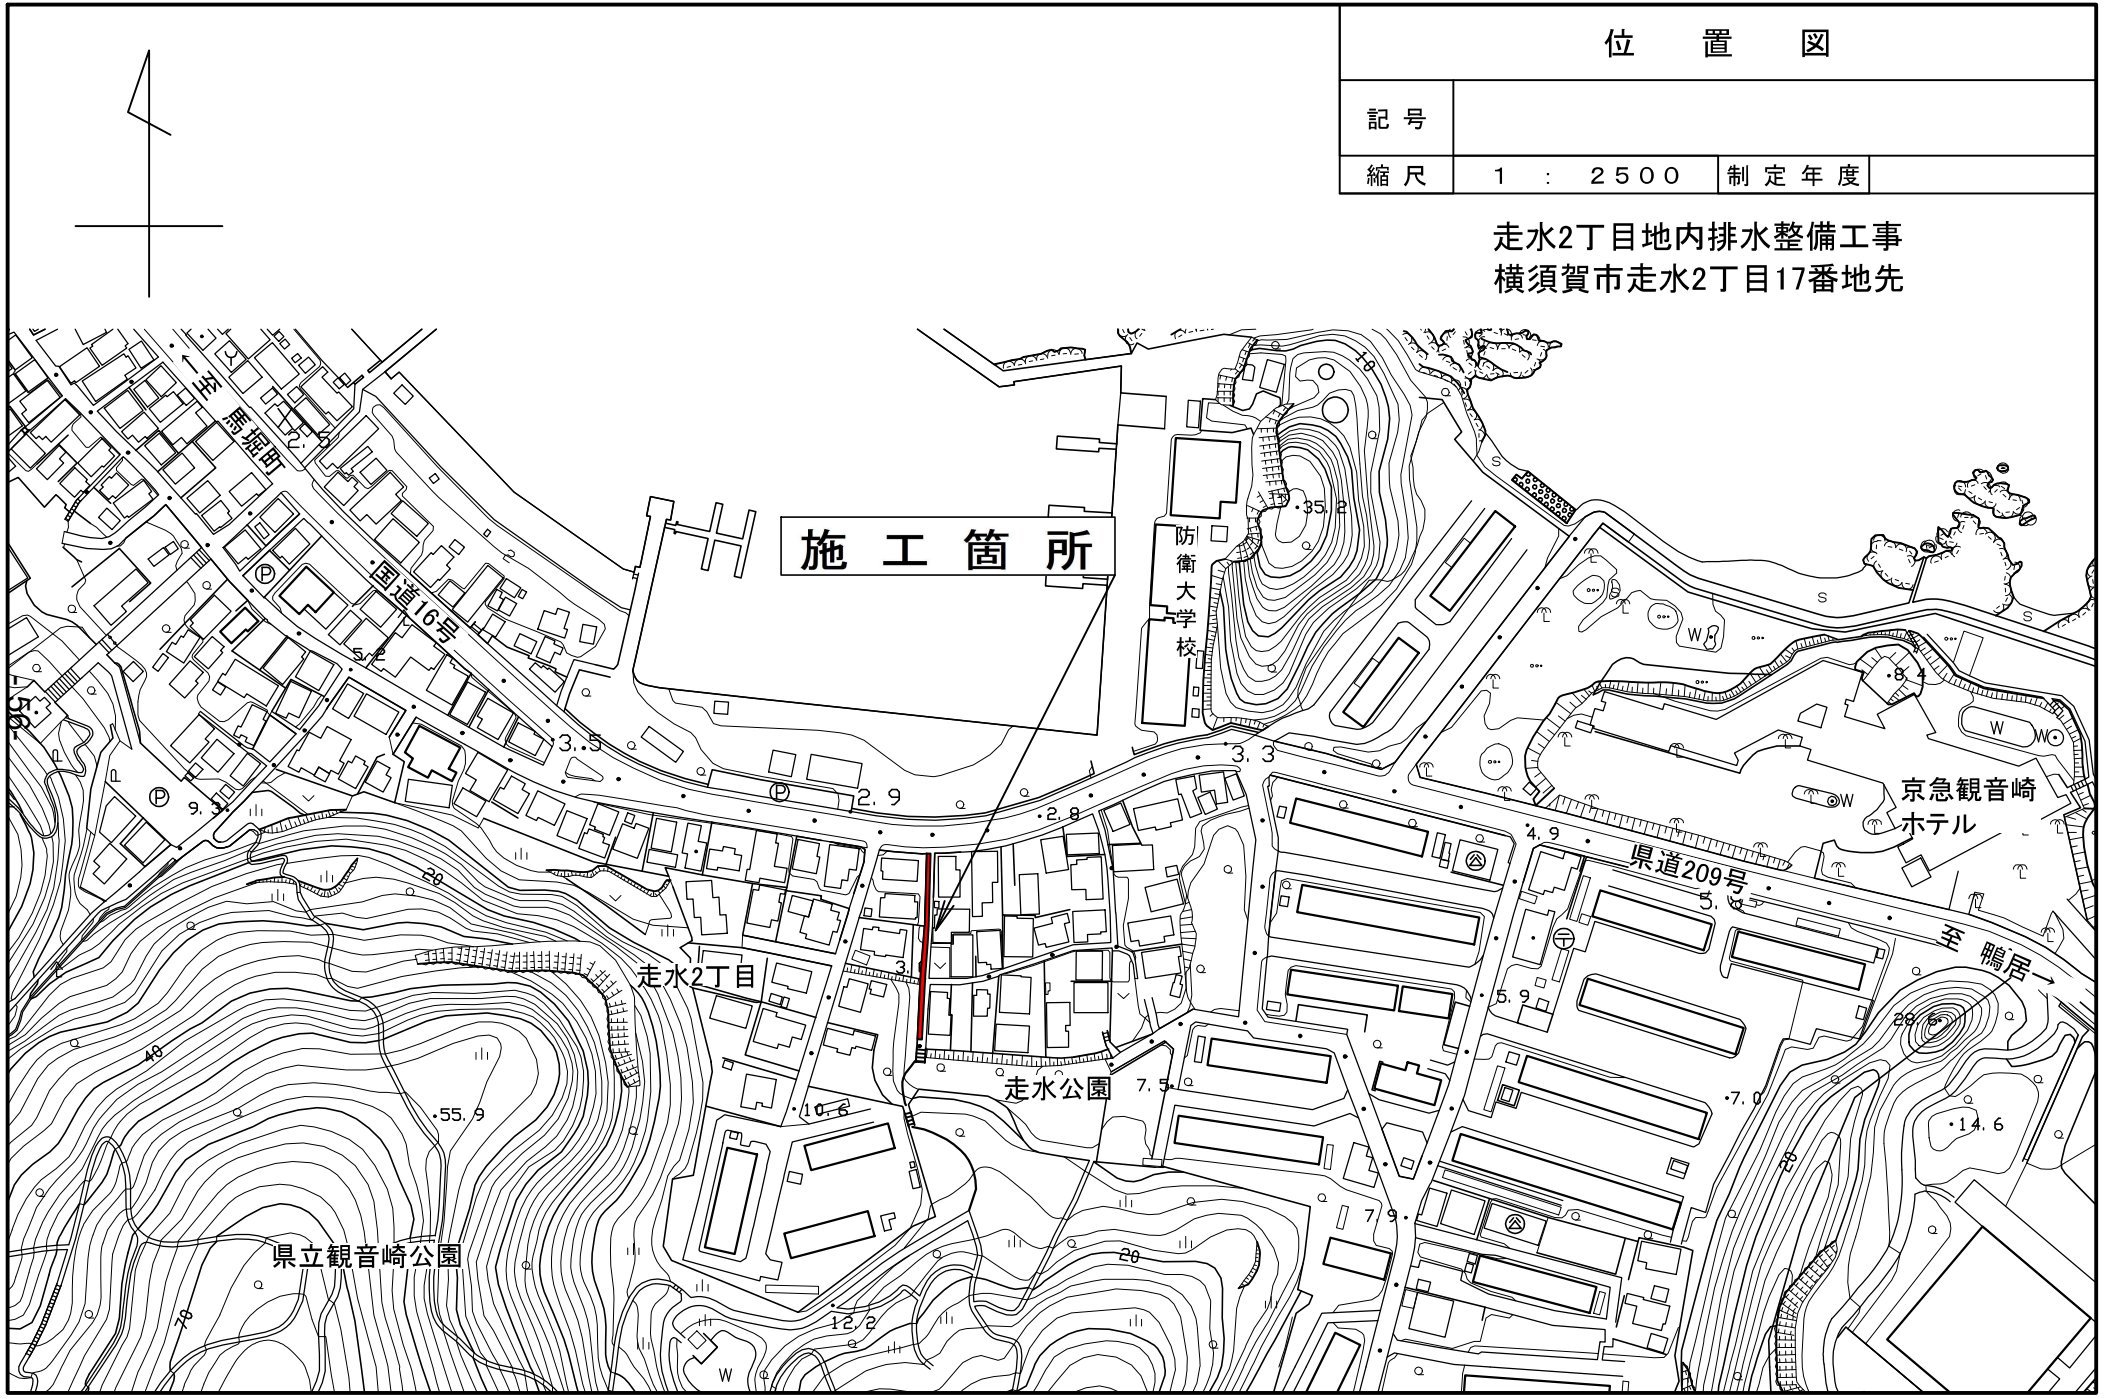 位 置 図
記 号
縮 尺 1 : 2500 制 定 年 度
走水2丁目地内排水整備工事
横須賀市走水2丁目17番地先
←至 馬堀町
2.5
10
35.2
施 工 箇 所
防衛大学校
国道16号
2
P
5.2
S
S
S
W
8.4
W
W
3.5
3.3
P
P
2.9
2.8
9.3
W
京急観音崎
ホテル
4.9
県道209号
20
至 鴨居→
走水2丁目
5.9
28.6
40
走水公園
7.5
7.0
55.9
10.6
14.6
20
7.9
県立観音崎公園
20
70
12.2
W